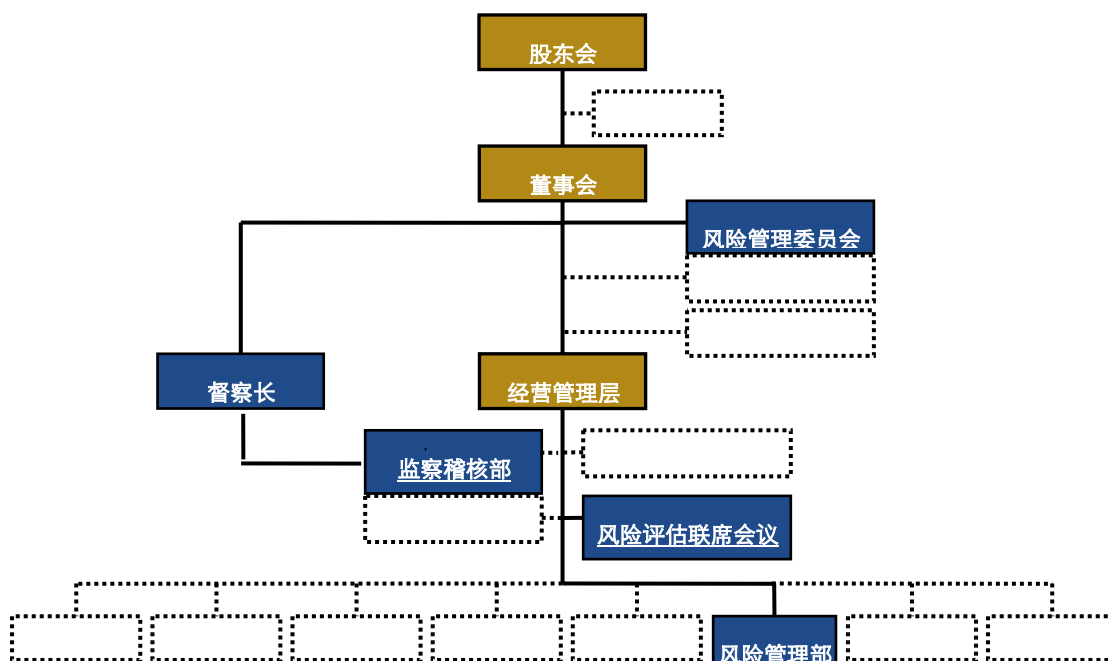 股东会
董事会
风险管理委员会
督察长
经营管理层
监察稽核部
风险评估联席会议
风险管理部